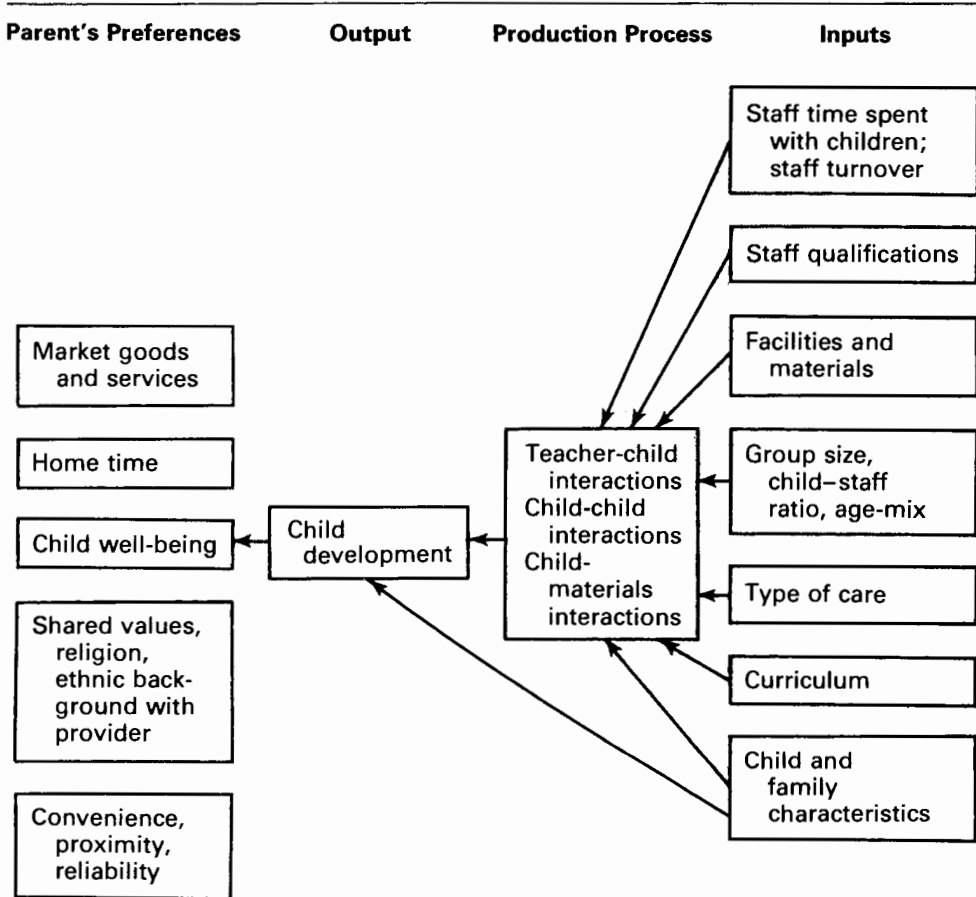 Parent's Preferences Output Production Process Inputs
Staff time spent
with children;
staff turnover
Staff qualifications
Facilities and
materials
Group size,
child–staff
ratio, age-mix
Type of care
Curriculum
Child and
family
characteristics
Teacher-child
interactions
Child-child
interactions
Child-
materials
interactions
Child
development
Market goods
and services
Home time
Child well-being
Shared values,
religion,
ethnic back-
ground with
provider
Convenience,
proximity,
reliability